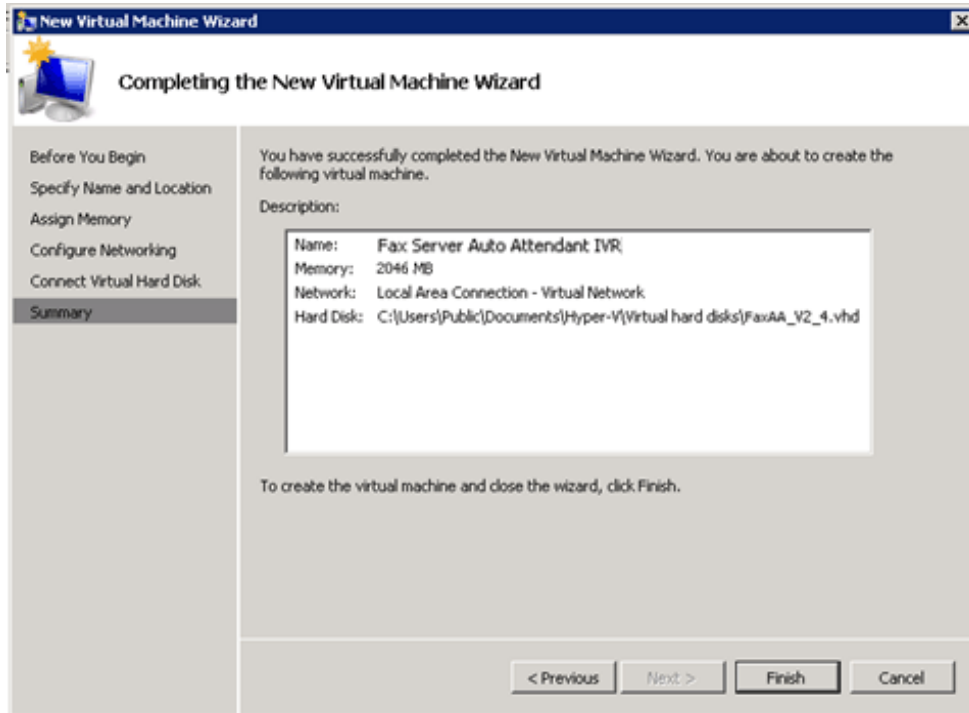 New Virtual Machine Wizard
Completing the New Virtual Machine Wizard
Before You Begin
Specify Name and Location
Assign Memory
Configure Networking
Connect Virtual Hard Disk
Summary
You have successfully completed the New Virtual Machine Wizard. You are about to create the
following virtual machine.
Description:
Name: Fax Server Auto Attendant IVR
Memory: 2046 MB
Network: Local Area Connection - Virtual Network
Hard Disk: C:\Users\Public\Documents\Hyper-V\Virtual hard disks\FaxAA_V2_4.vhd
To create the virtual machine and close the wizard, click Finish.
< Previous Next > Finish Cancel